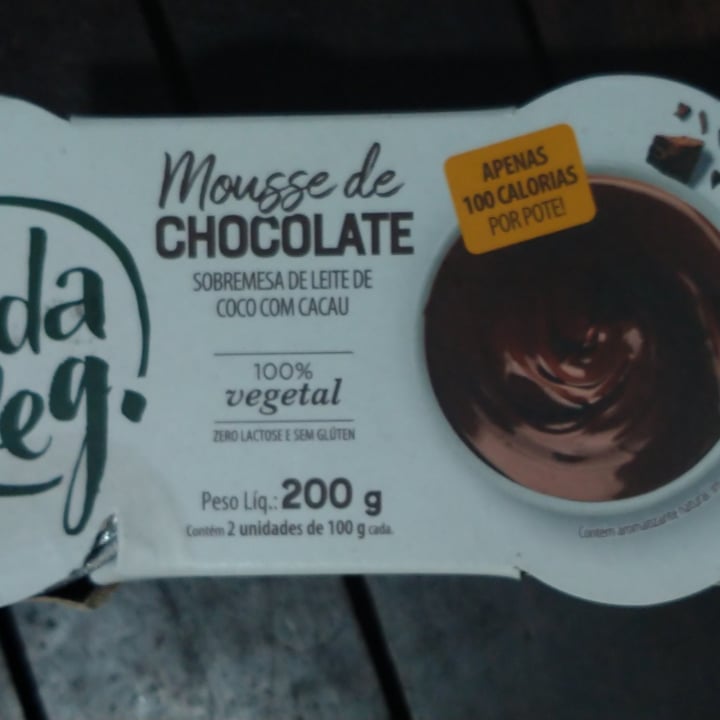 da
eg.
Mousse de
CHOCOLATE
SOBREMESA DE LEITE DE
COCO COM CACAU
100%
vegetal
ZERO LACTOSE E SEM GLÚTEN
Peso Líq.: 200 g
Contém 2 unidades de 100 g cada.
APENAS
100 CALORIAS
POR POTE!
Contém aromatizante natural